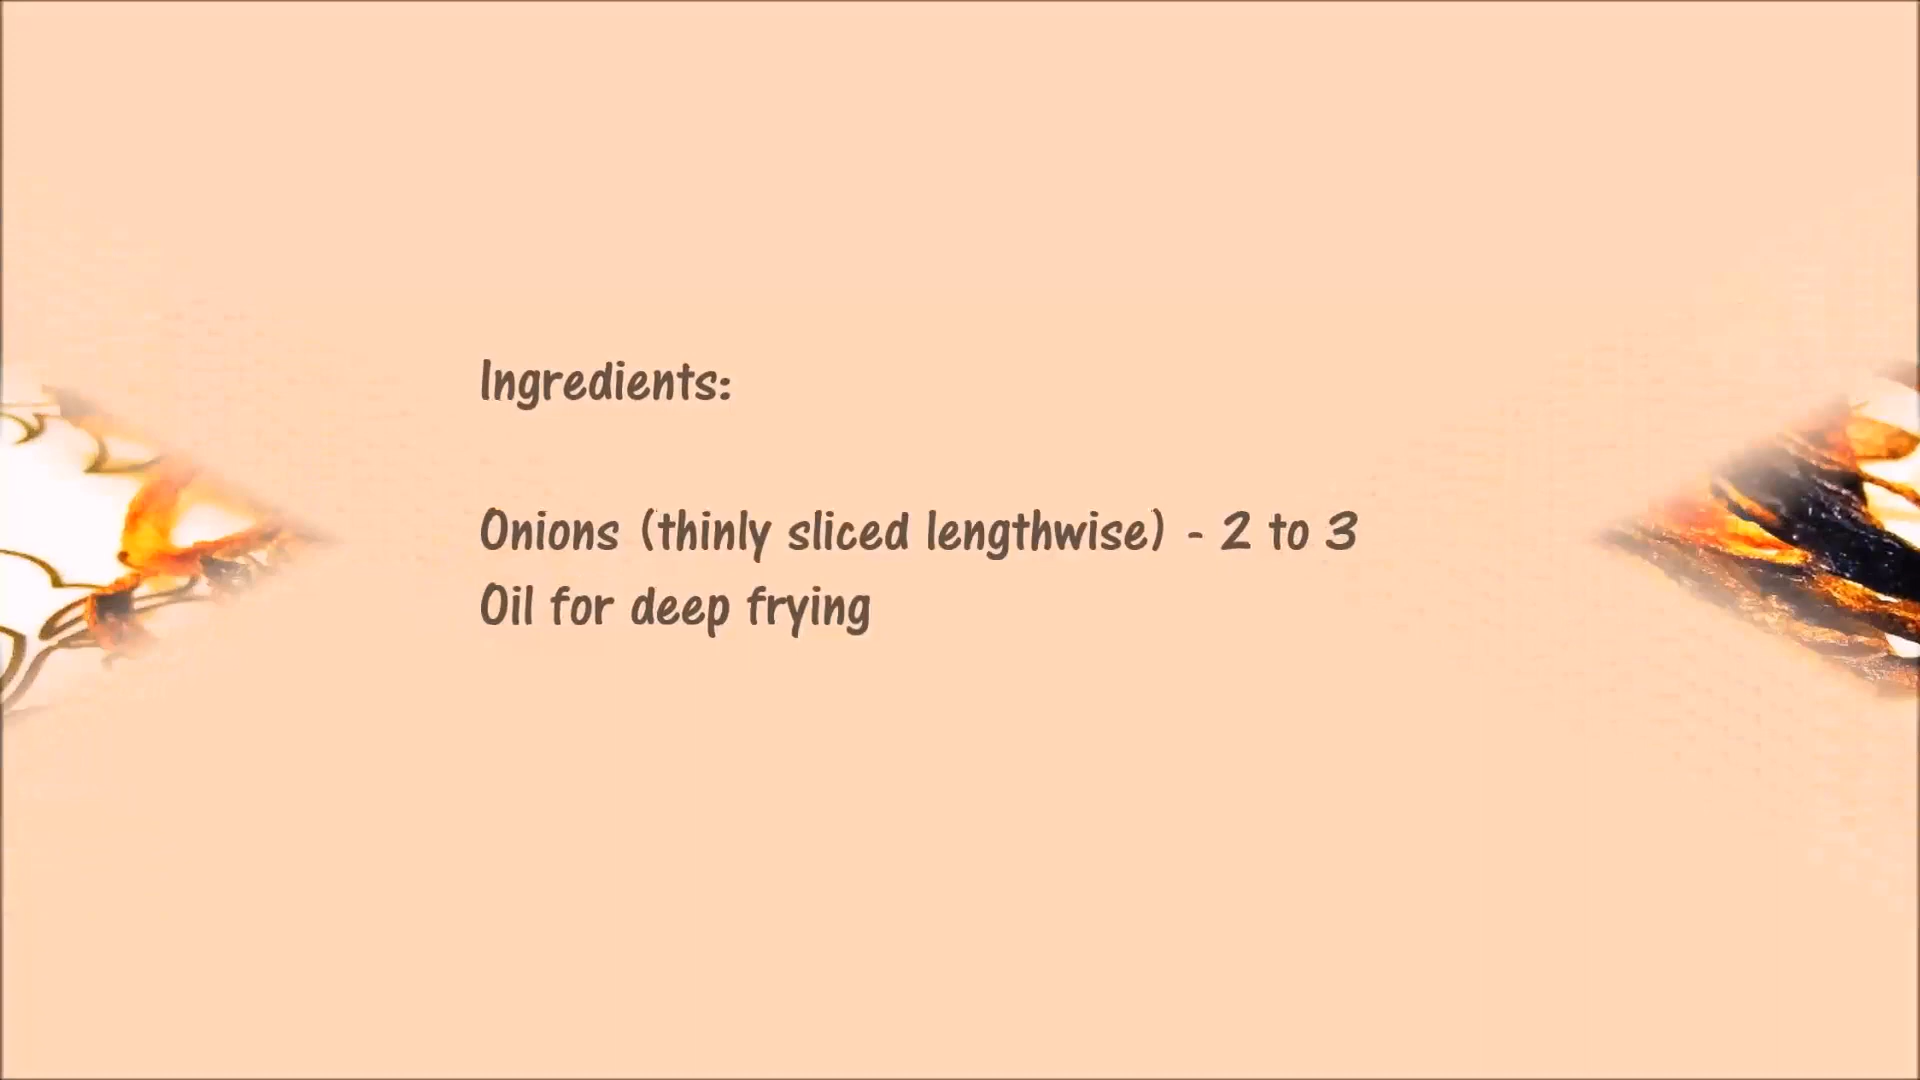 Ingredients:
Onions (thinly sliced lengthwise) - 2 to 3
Oil for deep frying